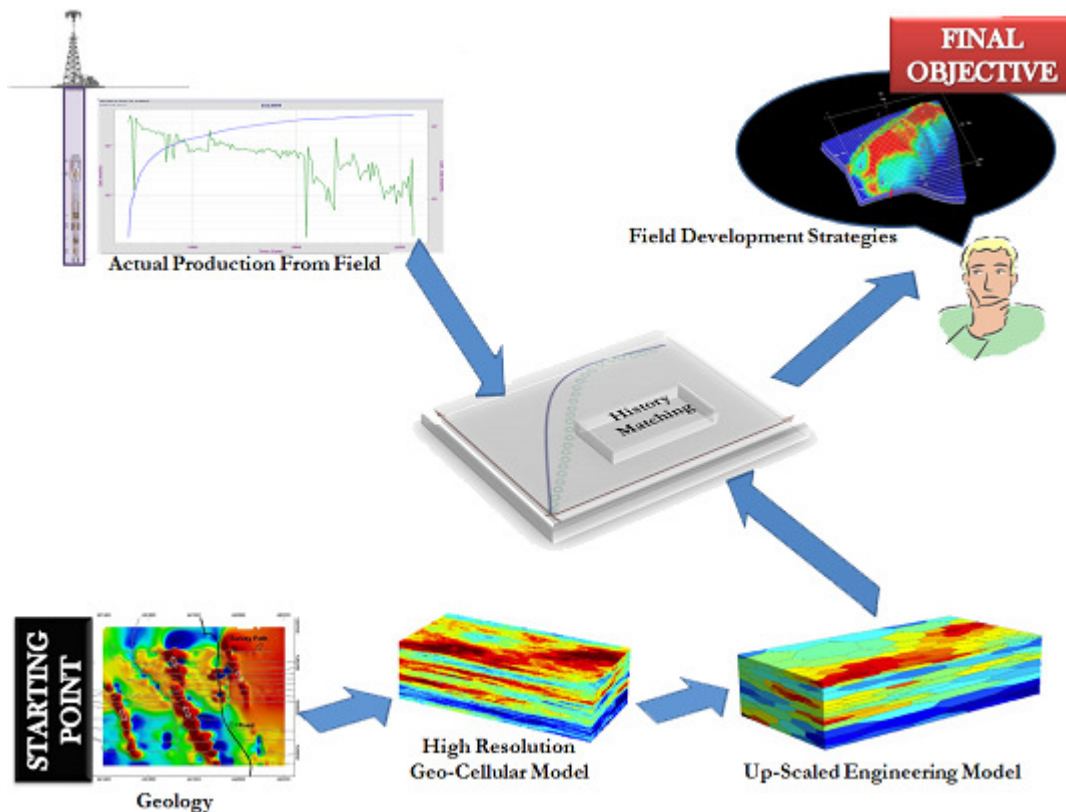 FINAL
OBJECTIVE
Actual Production From Field
Field Development Strategies
History
Matching
STARTING
POINT
Geology
High Resolution
Geo-Cellular Model
Up-Scaled Engineering Model